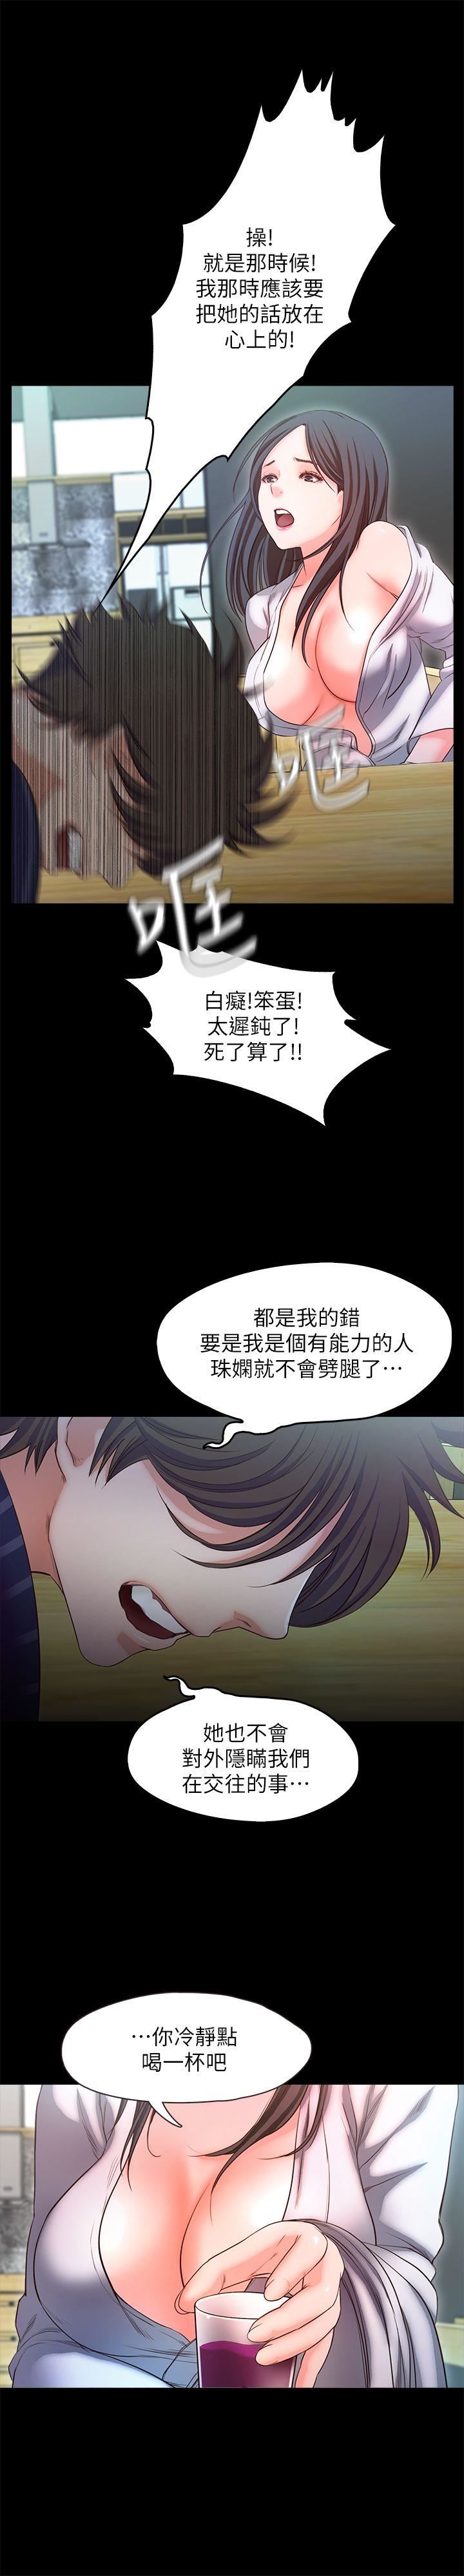 操!
就是那時候!
我那時應該要
把她的話放在
心上的!
哐
哐
白癡!笨蛋!
太遲鈍了!
死了算了!!
都是我的錯
要是我是個有能力的人
珠嫻就不會劈腿了…
她也不會
對外隱瞞我們
在交往的事…
…你冷靜點
喝一杯吧